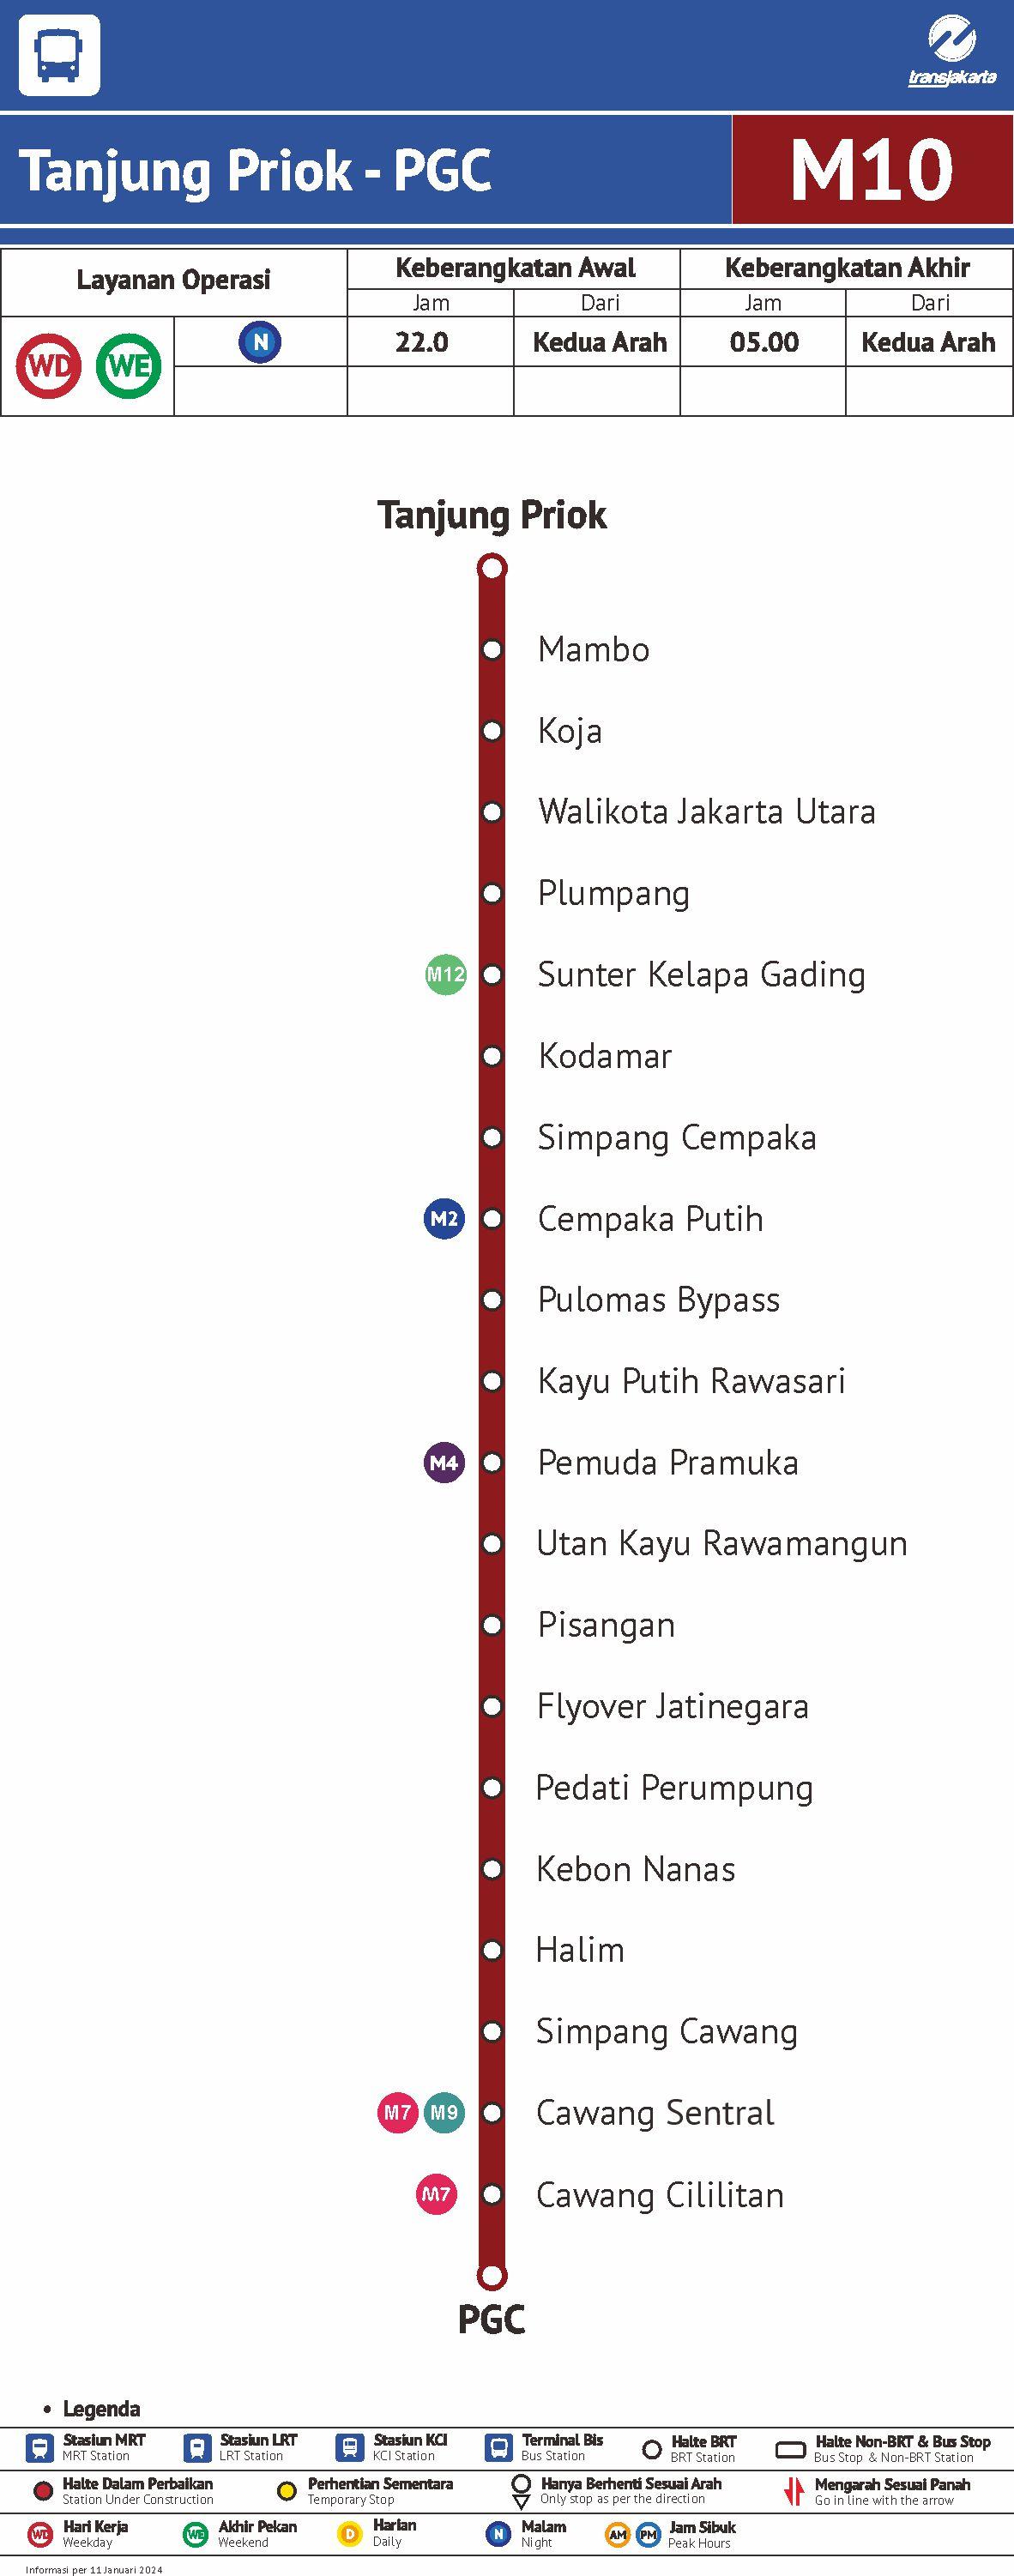 transjakarta
Tanjung Priok - PGC
M10
Layanan Operasi
Keberangkatan Awal
Keberangkatan Akhir
Jam
Dari
Jam
Dari
WD
WE
N
22.0
Kedua Arah
05.00
Kedua Arah
Tanjung Priok
Mambo
Koja
Walikota Jakarta Utara
Plumpang
M12
Sunter Kelapa Gading
Kodamar
Simpang Cempaka
M2
Cempaka Putih
Pulomas Bypass
Kayu Putih Rawasari
M4
Pemuda Pramuka
Utan Kayu Rawamangun
Pisangan
Flyover Jatinegara
Pedati Perumpung
Kebon Nanas
Halim
Simpang Cawang
M7
M9
Cawang Sentral
M7
Cawang Cililitan
PGC
• Legenda
Stasiun MRT
MRT Station
Stasiun LRT
LRT Station
Stasiun KCI
KCI Station
Terminal Bis
Bus Station
Halte BRT
BRT Station
Halte Non-BRT & Bus Stop
Bus Stop & Non-BRT Station
Halte Dalam Perbaikan
Station Under Construction
Perhentian Sementara
Temporary Stop
Hanya Berhenti Sesuai Arah
Only stop as per the direction
Mengarah Sesuai Panah
Go in line with the arrow
WD
Hari Kerja
Weekday
WE
Akhir Pekan
Weekend
D
Harian
Daily
N
Malam
Night
AM
PM
Jam Sibuk
Peak Hours
Informasi per 11 Januari 2024